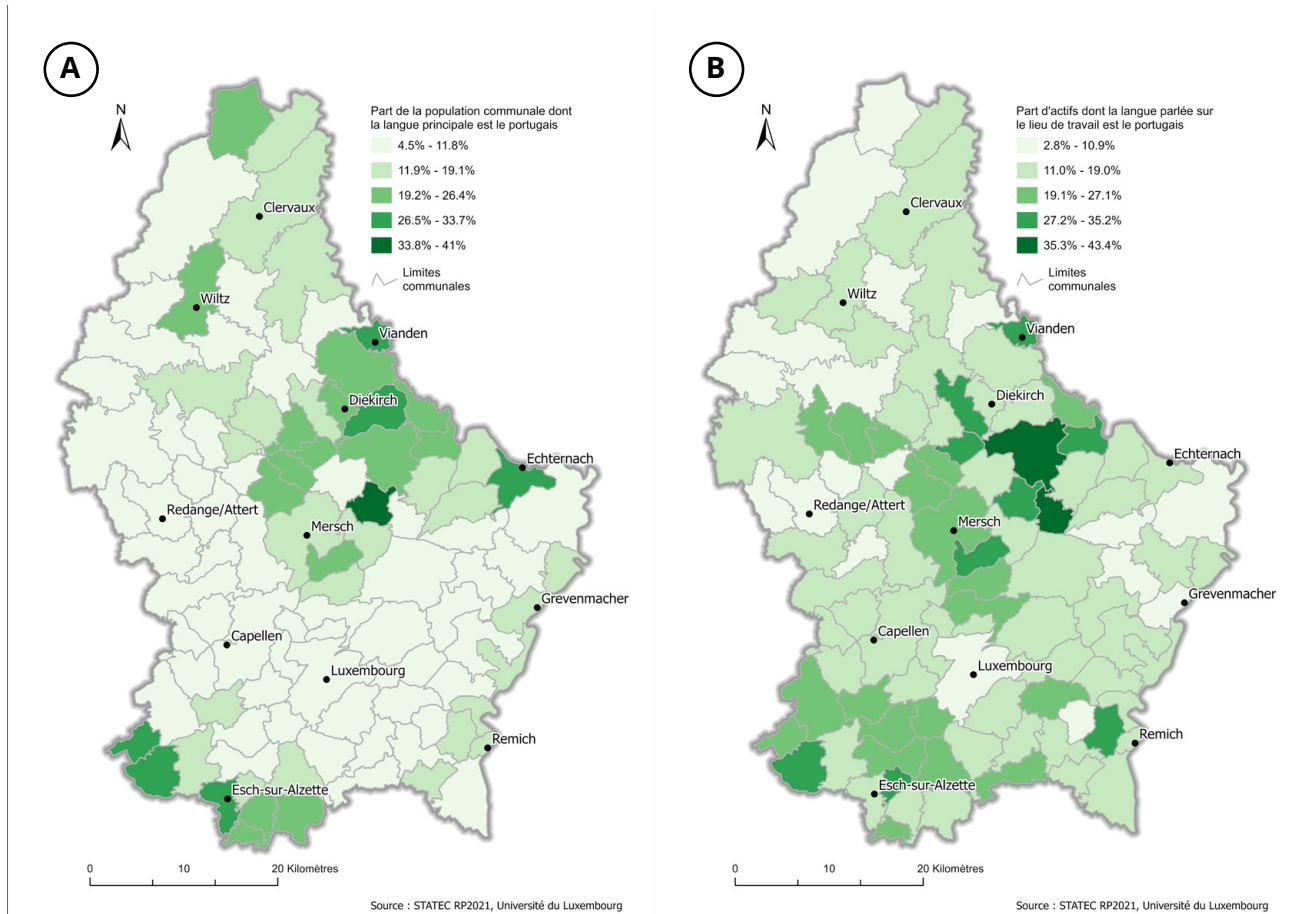 A
N
Part de la population communale dont
la langue principale est le portugais
4.5% - 11.8%
11.9% - 19.1%
19.2% - 26.4%
26.5% - 33.7%
33.8% - 41%
Limites
communales
Clervaux
Wiltz
Vianden
Diekirch
Echternach
Redange/Attert
Mersch
Grevenmacher
Capellen
Luxembourg
Remich
Esch-sur-Alzette
0 10 20 Kilomètres
Source : STATEC RP2021, Université du Luxembourg
B
N
Part d'actifs dont la langue parlée sur
le lieu de travail est le portugais
2.8% - 10.9%
11.0% - 19.0%
19.1% - 27.1%
27.2% - 35.2%
35.3% - 43.4%
Limites
communales
Clervaux
Wiltz
Vianden
Diekirch
Echternach
Redange/Attert
Mersch
Grevenmacher
Capellen
Luxembourg
Remich
Esch-sur-Alzette
0 10 20 Kilomètres
Source : STATEC RP2021, Université du Luxembourg